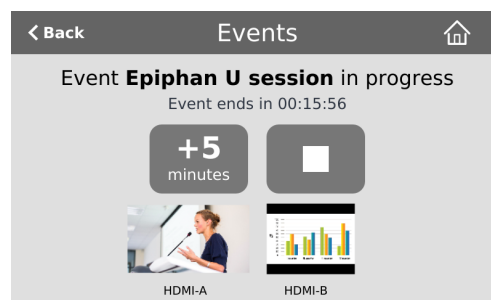 Back
Events
Event Epiphan U session in progress
Event ends in 00:15:56
+5
minutes
HDMI-A
HDMI-B